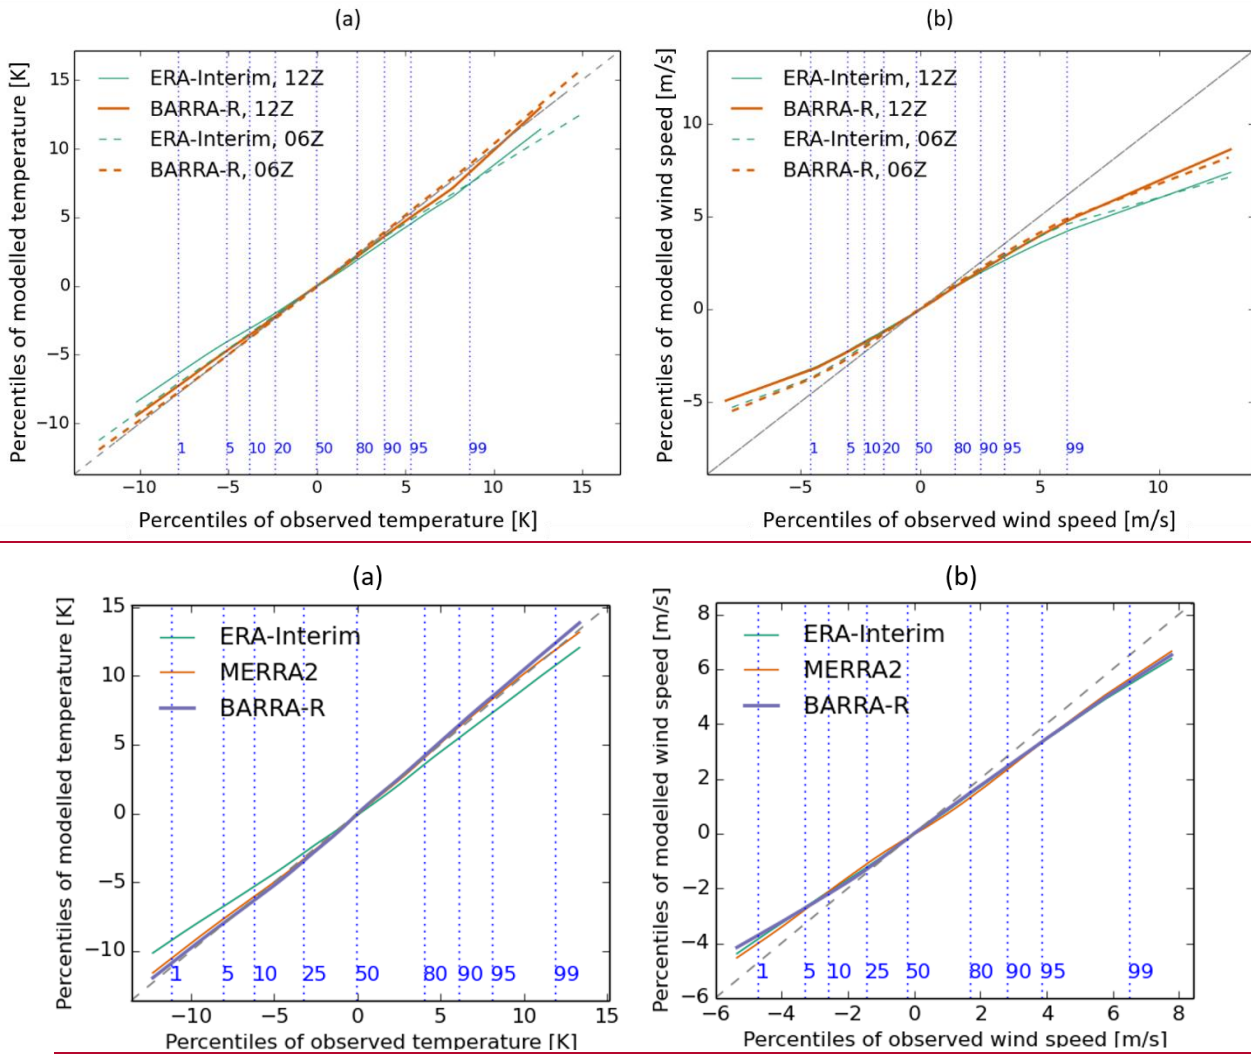 (a)
(b)
Percentiles of modelled temperature [K]
15
10
5
0
−5
−10
ERA-Interim, 12Z
BARRA-R, 12Z
ERA-Interim, 06Z
BARRA-R, 06Z
1 5 10 20 50 80 90 95 99
−10 −5 0 5 10 15
Percentiles of observed temperature [K]
Percentiles of modelled wind speed [m/s]
10
5
0
−5
ERA-Interim, 12Z
BARRA-R, 12Z
ERA-Interim, 06Z
BARRA-R, 06Z
1 5 10 20 50 80 90 95 99
−5 0 5 10
Percentiles of observed wind speed [m/s]
(a)
(b)
Percentiles of modelled temperature [K]
15
10
5
0
−5
−10
ERA-Interim
MERRA2
BARRA-R
1 5 10 25 50 80 90 95 99
−10 −5 0 5 10 15
Percentiles of observed temperature [K]
Percentiles of modelled wind speed [m/s]
8
6
4
2
0
−2
−4
−6
ERA-Interim
MERRA2
BARRA-R
1 5 10 25 50 80 90 95 99
−6 −4 −2 0 2 4 6 8
Percentiles of observed wind speed [m/s]